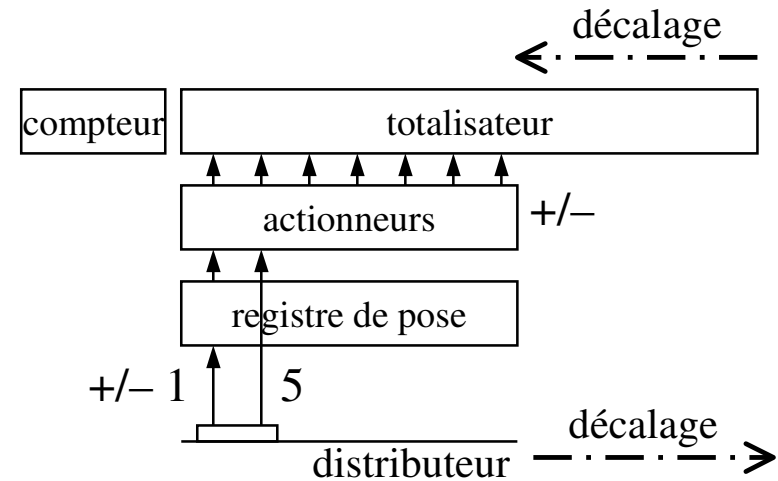 décalage
compteur
totalisateur
actionneurs
+/–
registre de pose
+/– 1
5
décalage
distributeur